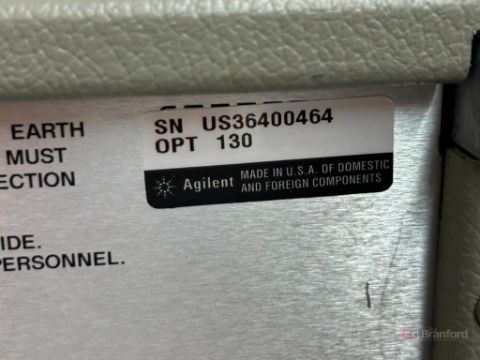 SN US36400464
OPT 130
Agilent
MADE IN U.S.A. OF DOMESTIC
AND FOREIGN COMPONENTS
EARTH
MUST
ECTION
IDE.
PERSONNEL.
Branford